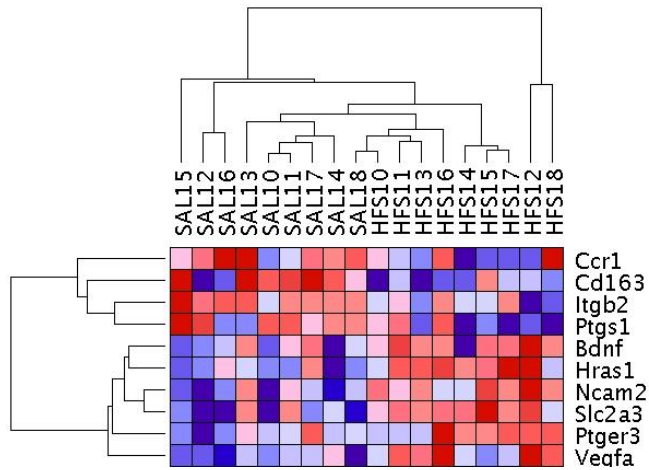 SAL15
SAL12
SAL16
SAL13
SAL10
SAL11
SAL17
SAL14
SAL18
HFS10
HFS11
HFS13
HFS16
HFS14
HFS15
HFS17
HFS12
HFS18
Ccr1
Cd163
Itgb2
Ptgs1
Bdnf
Hras1
Ncam2
Slc2a3
Ptger3
Vegfa